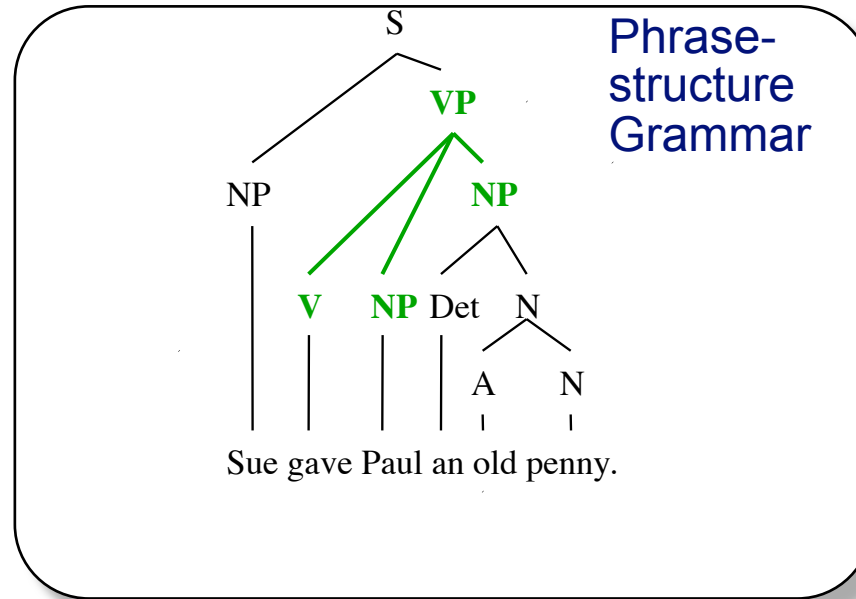 S
Phrase-
structure
Grammar
VP
NP
NP
V NP Det N
A N
Sue gave Paul an old penny.